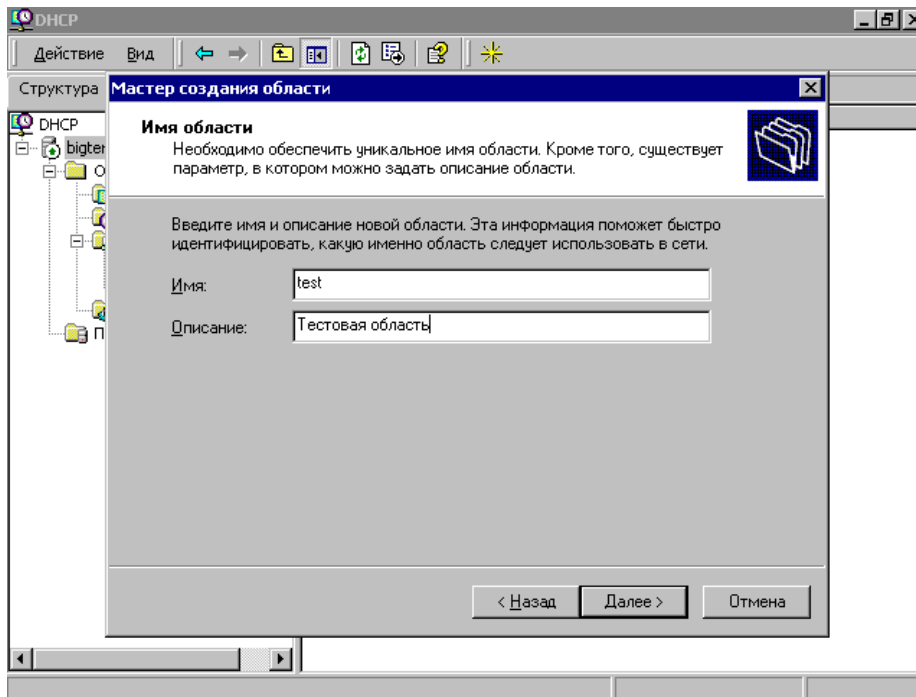 DHCP
Действие Вид
Структура
Мастер создания области
DHCP
Имя области
Необходимо обеспечить уникальное имя области. Кроме того, существует
параметр, в котором можно задать описание области.
Введите имя и описание новой области. Эта информация поможет быстро
идентифицировать, какую именно область следует использовать в сети.
Имя: test
Описание: Тестовая область
< Назад Далее > Отмена